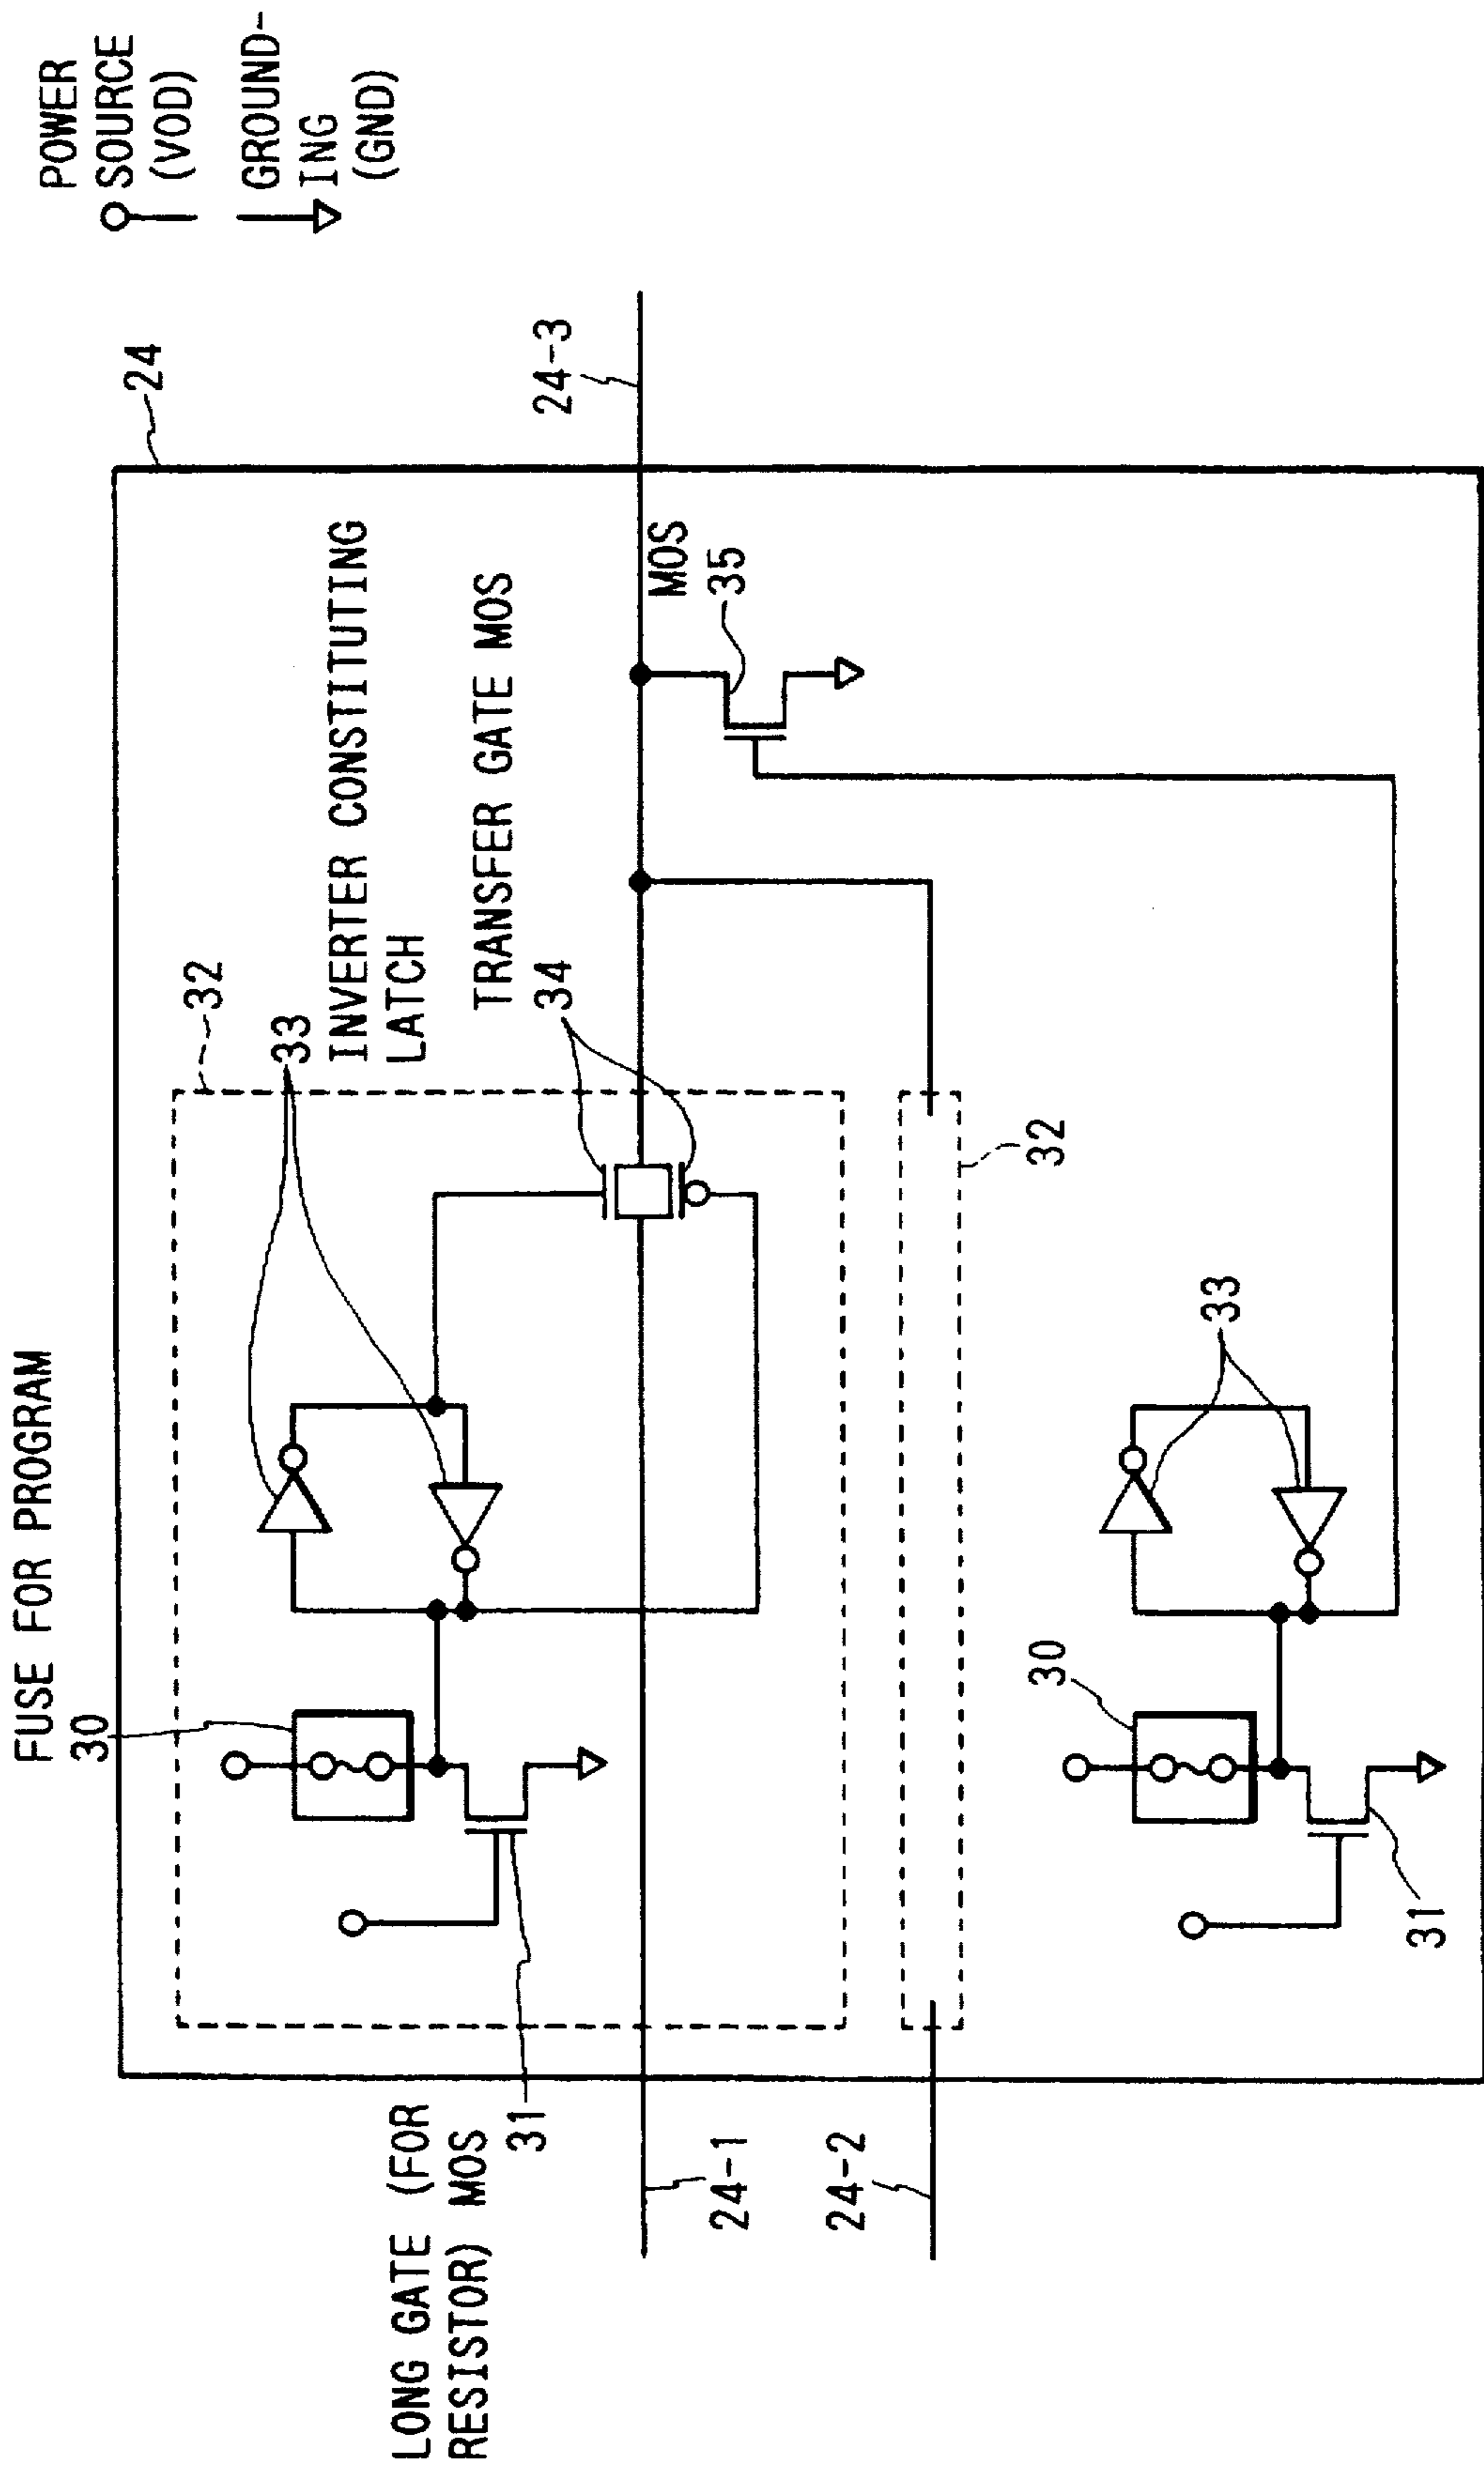 POWER
SOURCE
(VOD)
GROUND-
ING
(GND)
24
24-3
MOS
35
32
33
INVERTER CONSTITUTING
LATCH
TRANSFER GATE MOS
34
32
33
FUSE FOR PROGRAM
30
30
31
LONG GATE (FOR
RESISTOR) MOS
31
24-1
24-2